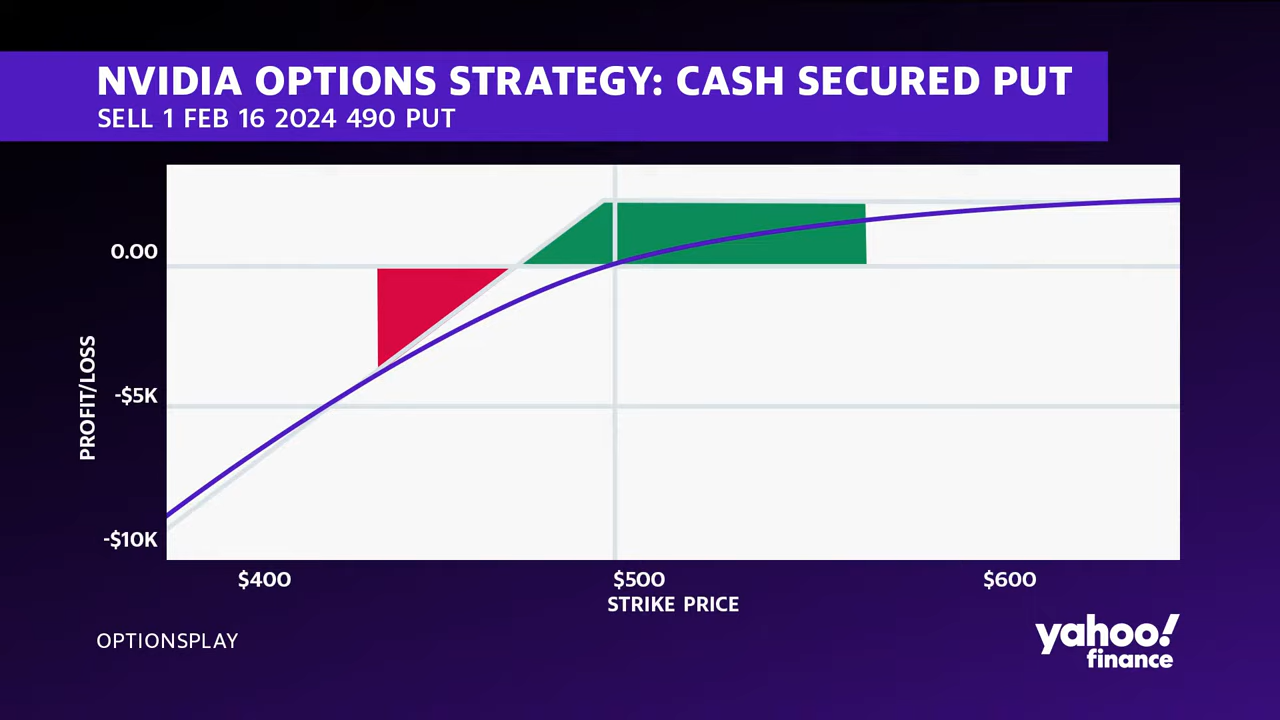 NVIDIA OPTIONS STRATEGY: CASH SECURED PUT
SELL 1 FEB 16 2024 490 PUT
0.00
-$5K
-$10K
PROFIT/LOSS
$400
$500
$600
STRIKE PRICE
OPTIONSPLAY
yahoo!
finance